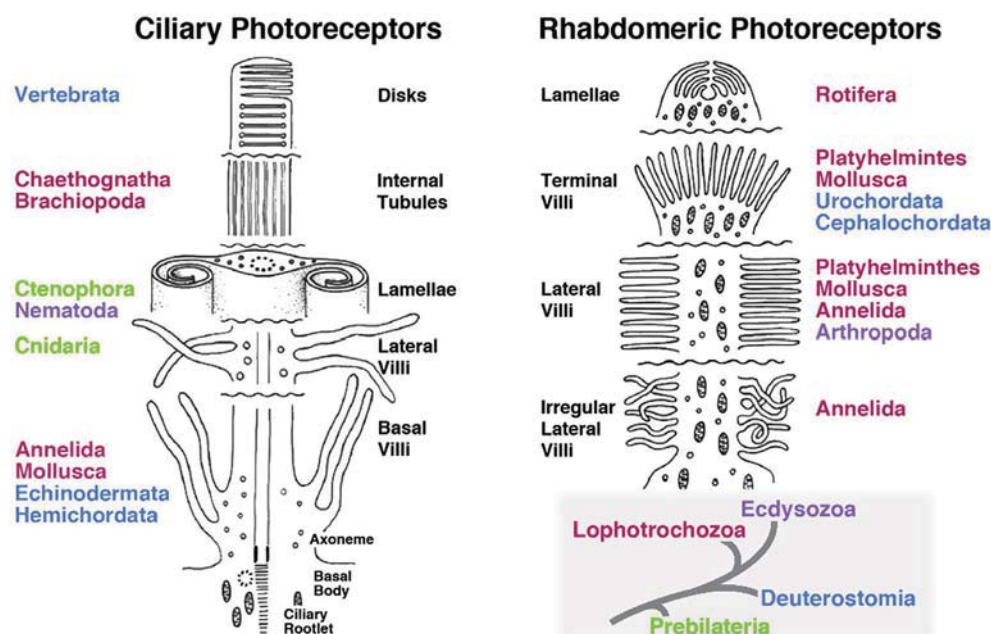 Ciliary Photoreceptors
Vertebrata
Disks
Chaethognatha
Brachiopoda
Internal
Tubules
Ctenophora
Nematoda
Lamellae
Cnidaria
Lateral
Villi
Basal
Villi
Annelida
Mollusca
Echinodermata
Hemichordata
Axoneme
Basal
Body
Ciliary
Rootlet
Rhabdomeric Photoreceptors
Lamellae
Rotifera
Terminal
Villi
Platyhelmintes
Mollusca
Urochordata
Cephalochordata
Lateral
Villi
Platyhelminthes
Mollusca
Annelida
Arthropoda
Irregular
Lateral
Villi
Annelida
Ecdysozoa
Lophotrochozoa
Deuterostomia
Prebilateria